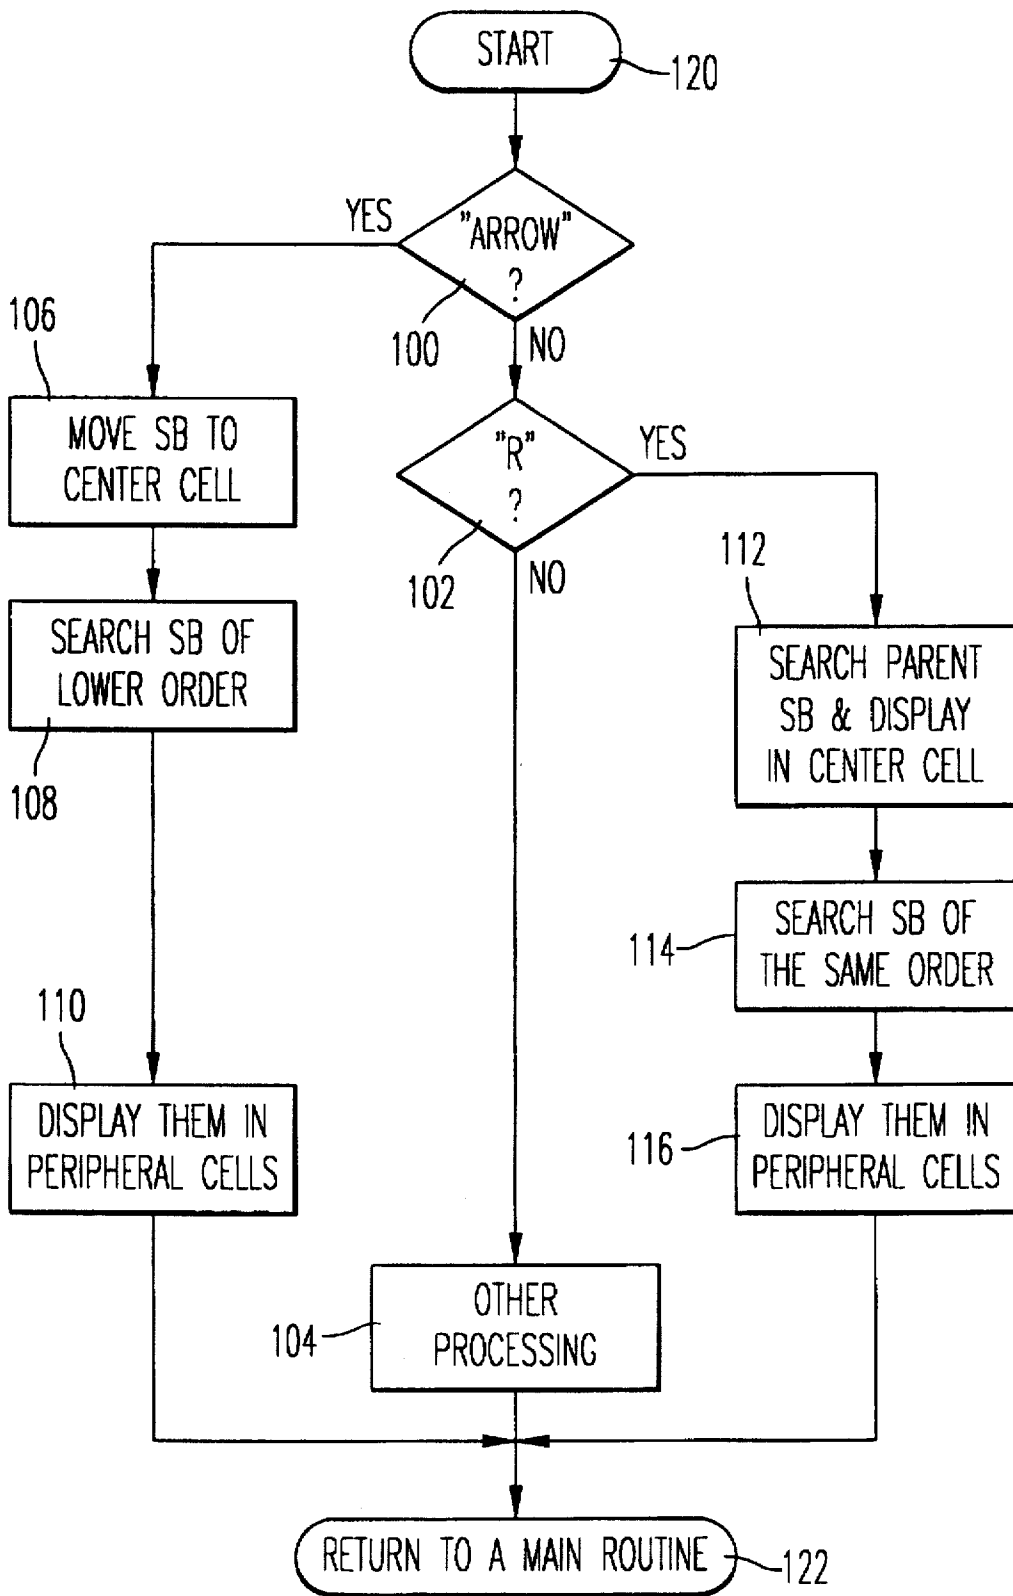 START
120
YES
"ARROW"
?
100
NO
106
MOVE SB TO
CENTER CELL
"R"
?
YES
102
NO
112
SEARCH SB OF
LOWER ORDER
108
SEARCH PARENT
SB & DISPLAY
IN CENTER CELL
114
SEARCH SB OF
THE SAME ORDER
110
DISPLAY THEM IN
PERIPHERAL CELLS
116
DISPLAY THEM IN
PERIPHERAL CELLS
104
OTHER
PROCESSING
RETURN TO A MAIN ROUTINE
122